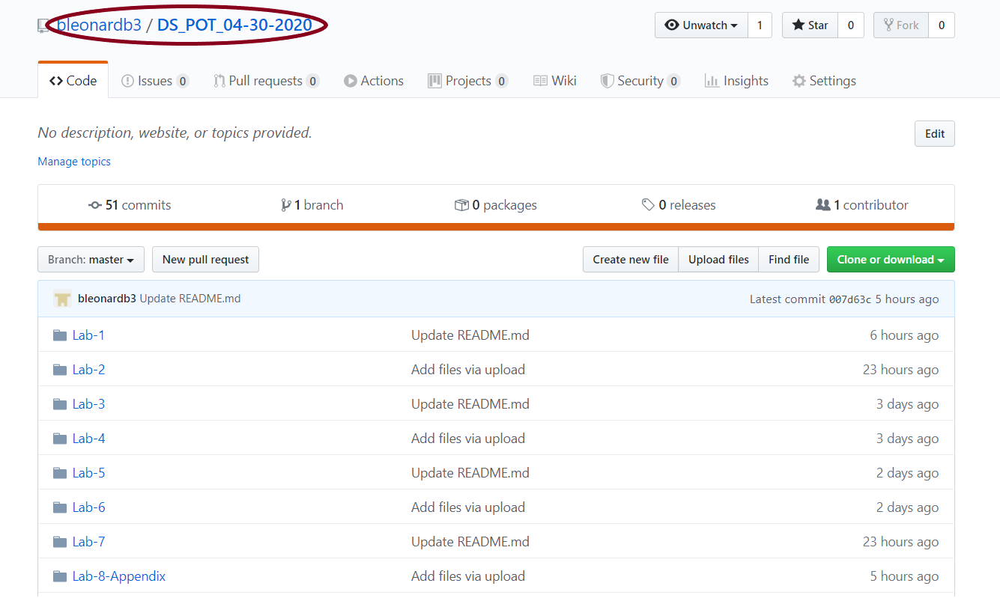 bleonardb3 / DS_POT_04-30-2020 Unwatch 1 Star 0 Fork 0
Code Issues 0 Pull requests 0 Actions Projects 0 Wiki Security 0 Insights Settings
No description, website, or topics provided. Edit
Manage topics
51 commits 1 branch 0 packages 0 releases 1 contributor
Branch: master New pull request Create new file Upload files Find file Clone or download
bleonardb3 Update README.md Latest commit 007d63c 5 hours ago
Lab-1 Update README.md 6 hours ago
Lab-2 Add files via upload 23 hours ago
Lab-3 Update README.md 3 days ago
Lab-4 Add files via upload 3 days ago
Lab-5 Update README.md 2 days ago
Lab-6 Add files via upload 2 days ago
Lab-7 Update README.md 23 hours ago
Lab-8-Appendix Add files via upload 5 hours ago